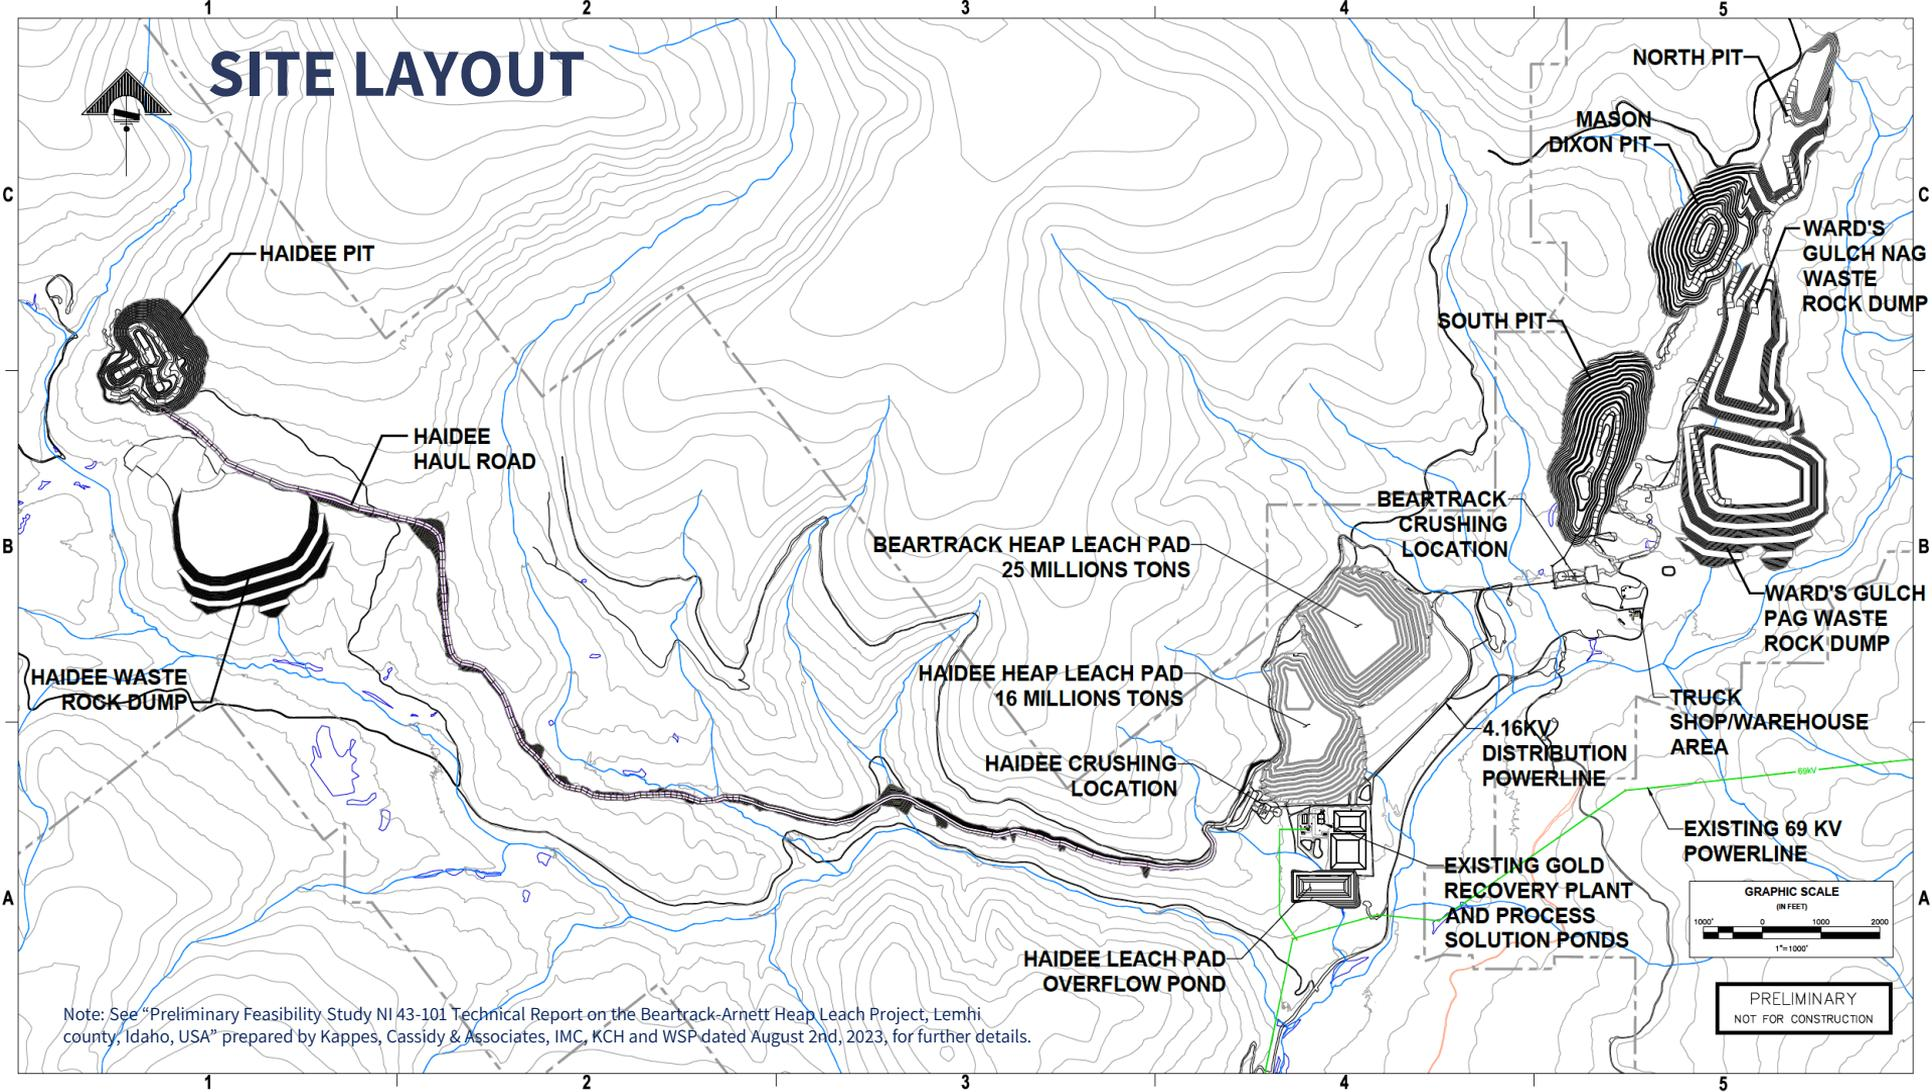 1 2 3 4 5
SITE LAYOUT
NORTH PIT
MASON
DIXON PIT
C
C
WARD'S
GULCH NAG
WASTE
ROCK DUMP
HAIDEE PIT
SOUTH PIT
HAIDEE
HAUL ROAD
BEARTRACK
CRUSHING
LOCATION
B
B
BEARTRACK HEAP LEACH PAD
25 MILLIONS TONS
WARD'S GULCH
PAG WASTE
ROCK DUMP
HAIDEE WASTE
ROCK DUMP
HAIDEE HEAP LEACH PAD
16 MILLIONS TONS
TRUCK
SHOP/WAREHOUSE
AREA
4.16KV
DISTRIBUTION
POWERLINE
HAIDEE CRUSHING
LOCATION
69kV
EXISTING 69 KV
POWERLINE
EXISTING GOLD
RECOVERY PLANT
AND PROCESS
SOLUTION PONDS
A
A
GRAPHIC SCALE
(IN FEET)
1000' 0 1000 2000
1"=1000'
HAIDEE LEACH PAD
OVERFLOW POND
PRELIMINARY
NOT FOR CONSTRUCTION
Note: See “Preliminary Feasibility Study NI 43-101 Technical Report on the Beartrack-Arnett Heap Leach Project, Lemhi
county, Idaho, USA” prepared by Kappes, Cassidy & Associates, IMC, KCH and WSP dated August 2nd, 2023, for further details.
1 2 3 4 5